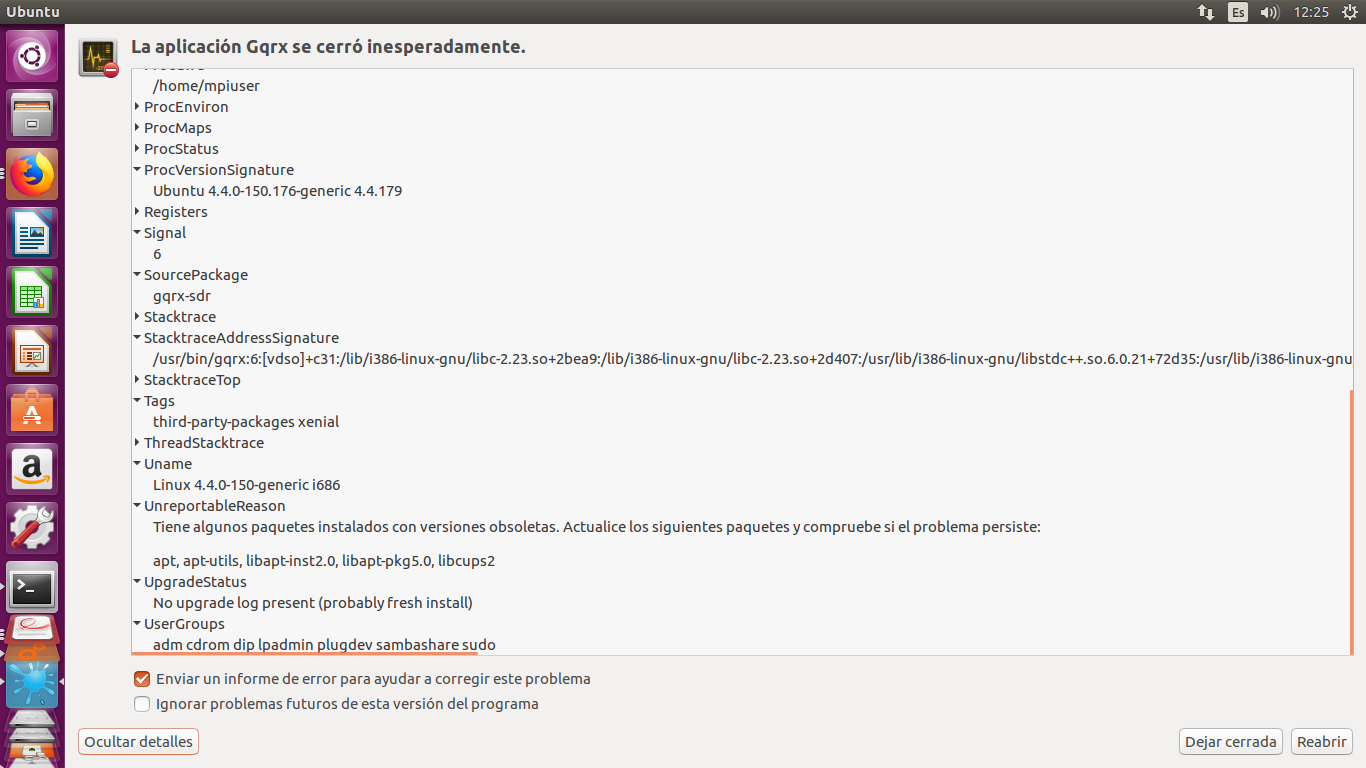 Ubuntu
Es
12:25
La aplicación Gqrx se cerró inesperadamente.
/home/mpiuser
ProcEnviron
ProcMaps
ProcStatus
ProcVersionSignature
Ubuntu 4.4.0-150.176-generic 4.4.179
Registers
Signal
6
SourcePackage
gqrx-sdr
Stacktrace
StacktraceAddressSignature
/usr/bin/gqrx:6:[vdso]+c31:/lib/i386-linux-gnu/libc-2.23.so+2bea9:/lib/i386-linux-gnu/libc-2.23.so+2d407:/usr/lib/i386-linux-gnu/libstdc++.so.6.0.21+72d35:/usr/lib/i386-linux-gnu
StacktraceTop
Tags
third-party-packages xenial
ThreadStacktrace
Uname
Linux 4.4.0-150-generic i686
UnreportableReason
Tiene algunos paquetes instalados con versiones obsoletas. Actualice los siguientes paquetes y compruebe si el problema persiste:
apt, apt-utils, libapt-inst2.0, libapt-pkg5.0, libcups2
UpgradeStatus
No upgrade log present (probably fresh install)
UserGroups
adm cdrom dip lpadmin plugdev sambashare sudo
Enviar un informe de error para ayudar a corregir este problema
Ignorar problemas futuros de esta versión del programa
Ocultar detalles
Dejar cerrada
Reabrir